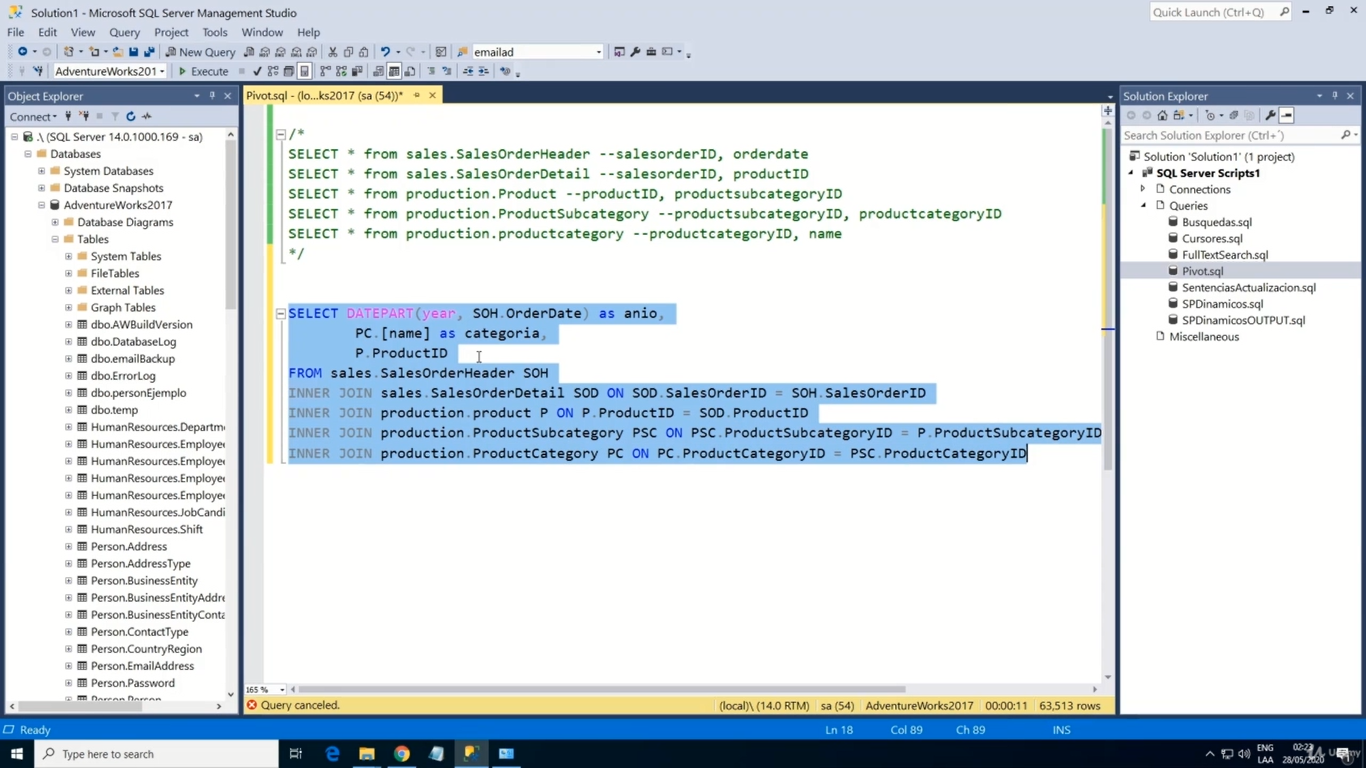 Solution1 - Microsoft SQL Server Management Studio
Quick Launch (Ctrl+Q)
File Edit View Query Project Tools Window Help
New Query
emailad
AdventureWorks201
Execute
Object Explorer
Pivot.sql - (lo...ks2017 (sa (54))*
Solution Explorer
Connect
Search Solution Explorer (Ctrl+´)
.\ (SQL Server 14.0.1000.169 - sa)
Databases
System Databases
Database Snapshots
AdventureWorks2017
Database Diagrams
Tables
System Tables
FileTables
External Tables
Graph Tables
dbo.AWBuildVersion
dbo.DatabaseLog
dbo.emailBackup
dbo.ErrorLog
dbo.personEjemplo
dbo.temp
HumanResources.Departme
HumanResources.Employee
HumanResources.Employee
HumanResources.Employee
HumanResources.JobCandi
HumanResources.Shift
Person.Address
Person.AddressType
Person.BusinessEntity
Person.BusinessEntityAddre
Person.BusinessEntityConta
Person.ContactType
Person.CountryRegion
Person.EmailAddress
Person.Password
Person.Person
/*
SELECT * from sales.SalesOrderHeader --salesorderID, orderdate
SELECT * from sales.SalesOrderDetail --salesorderID, productID
SELECT * from production.Product --productID, productsubcategoryID
SELECT * from production.ProductSubcategory --productsubcategoryID, productcategoryID
SELECT * from production.productcategory --productcategoryID, name
*/
SELECT DATEPART(year, SOH.OrderDate) as anio,
PC.[name] as categoria,
P.ProductID
FROM sales.SalesOrderHeader SOH
INNER JOIN sales.SalesOrderDetail SOD ON SOD.SalesOrderID = SOH.SalesOrderID
INNER JOIN production.product P ON P.ProductID = SOD.ProductID
INNER JOIN production.ProductSubcategory PSC ON PSC.ProductSubcategoryID = P.ProductSubcategoryID
INNER JOIN production.ProductCategory PC ON PC.ProductCategoryID = PSC.ProductCategoryID
165 %
Query canceled.
(local)\ (14.0 RTM) sa (54) AdventureWorks2017 00:00:11 63,513 rows
Solution 'Solution1' (1 project)
SQL Server Scripts1
Connections
Queries
Busquedas.sql
Cursores.sql
FullTextSearch.sql
Pivot.sql
SentenciasActualizacion.sql
SPDinamicos.sql
SPDinamicosOUTPUT.sql
Miscellaneous
Ready
Ln 18 Col 89 Ch 89 INS
Type here to search
ENG
LAA
02:23
28/05/2020
Udemy